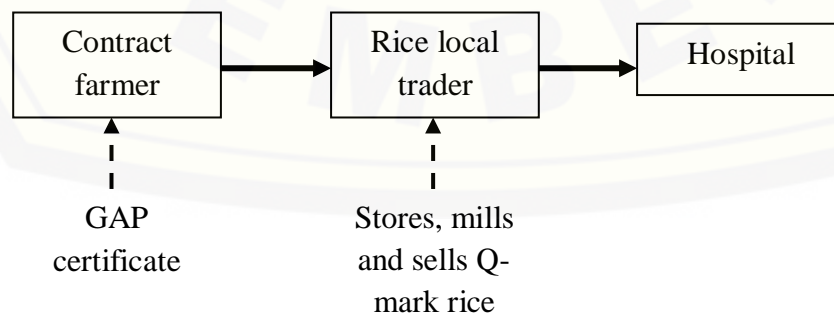 Contract
farmer
Rice local
trader
Hospital
GAP
certificate
Stores, mills
and sells Q-
mark rice